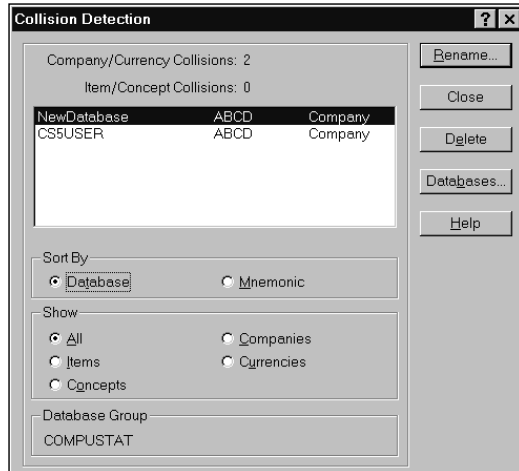 Collision Detection
? x
Company/Currency Collisions: 2
Item/Concept Collisions: 0
NewDatabase ABCD Company
CS5USER ABCD Company
Rename...
Close
Delete
Databases...
Help
Sort By
Database Mnemonic
Show
All Companies
Items Currencies
Concepts
Database Group
COMPUSTAT